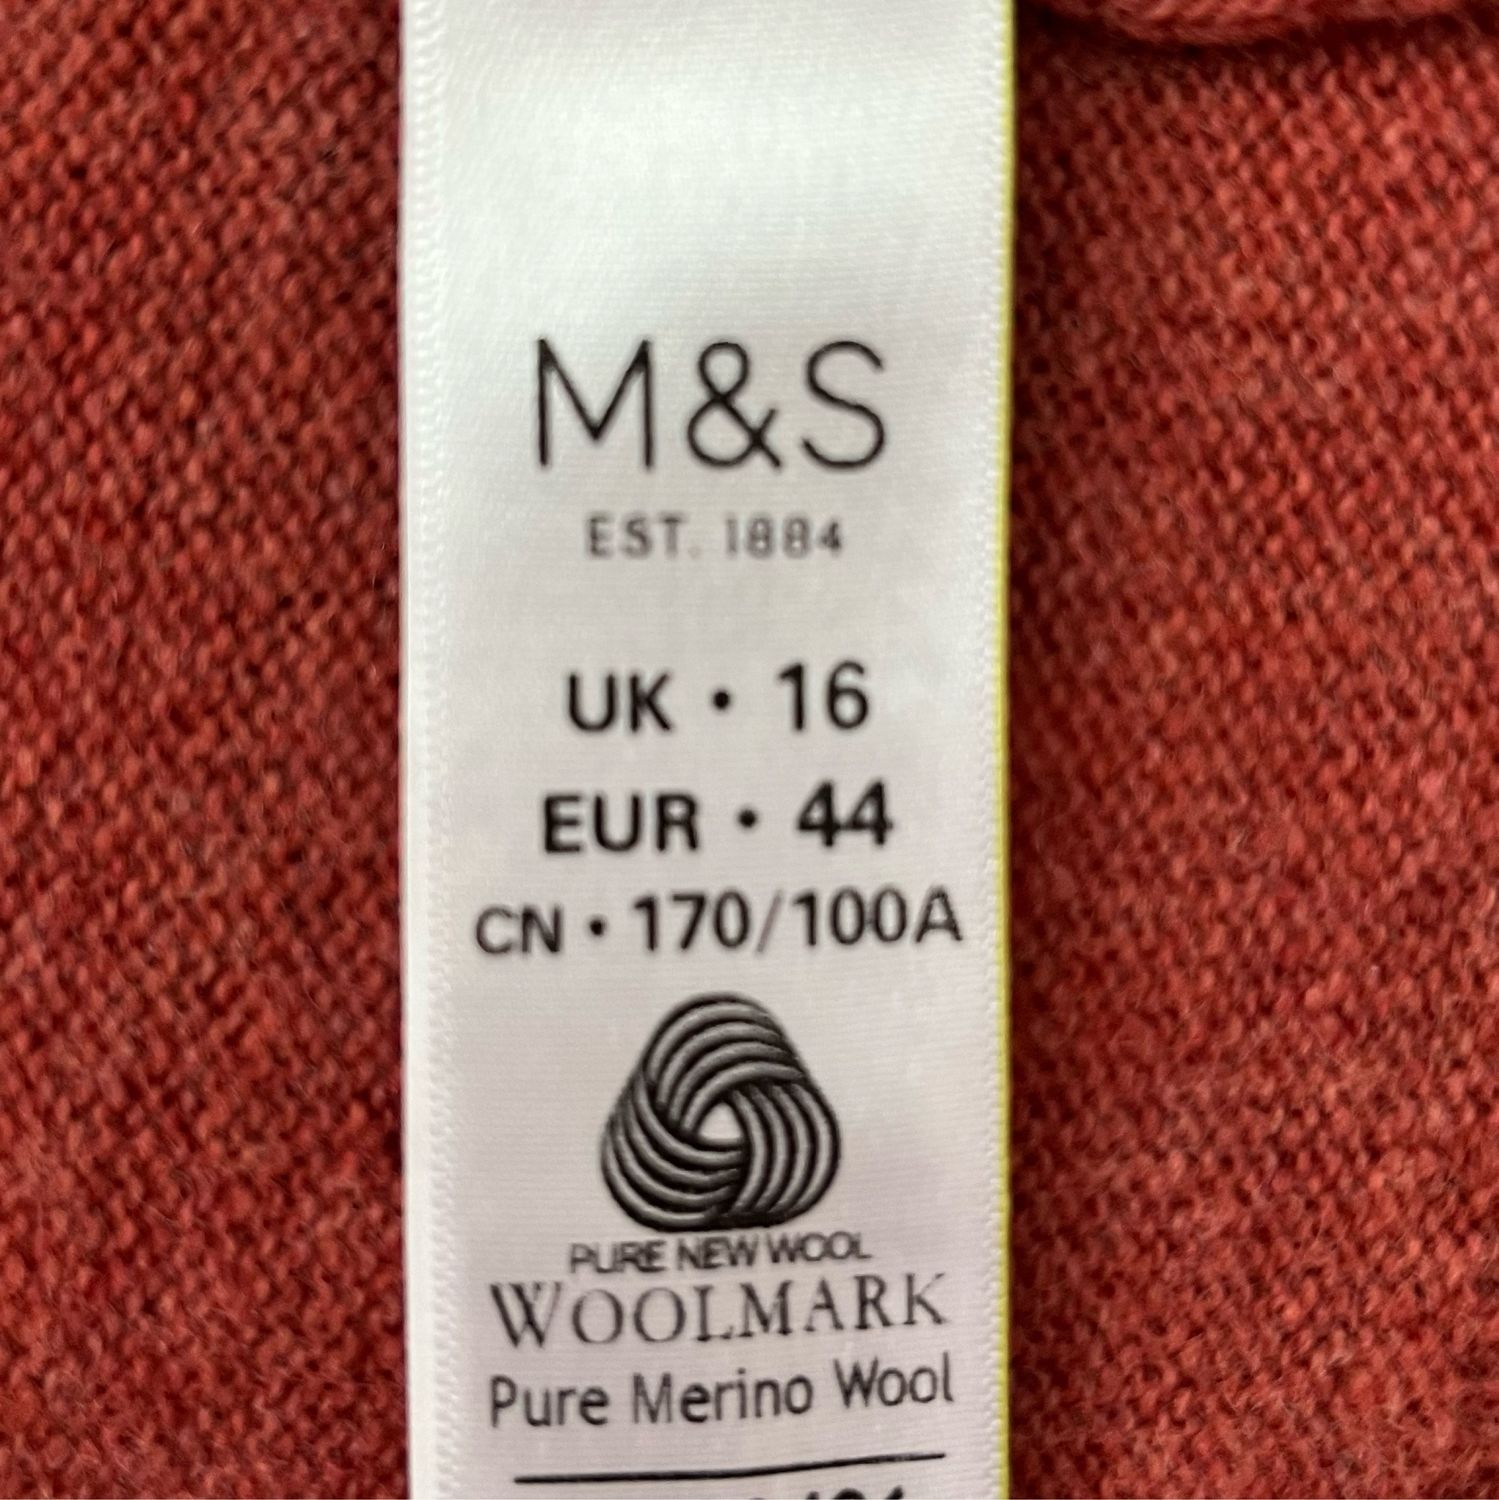 M&S
EST. 1884
UK • 16
EUR • 44
CN • 170/100A
PURE NEW WOOL
WOOLMARK
Pure Merino Wool